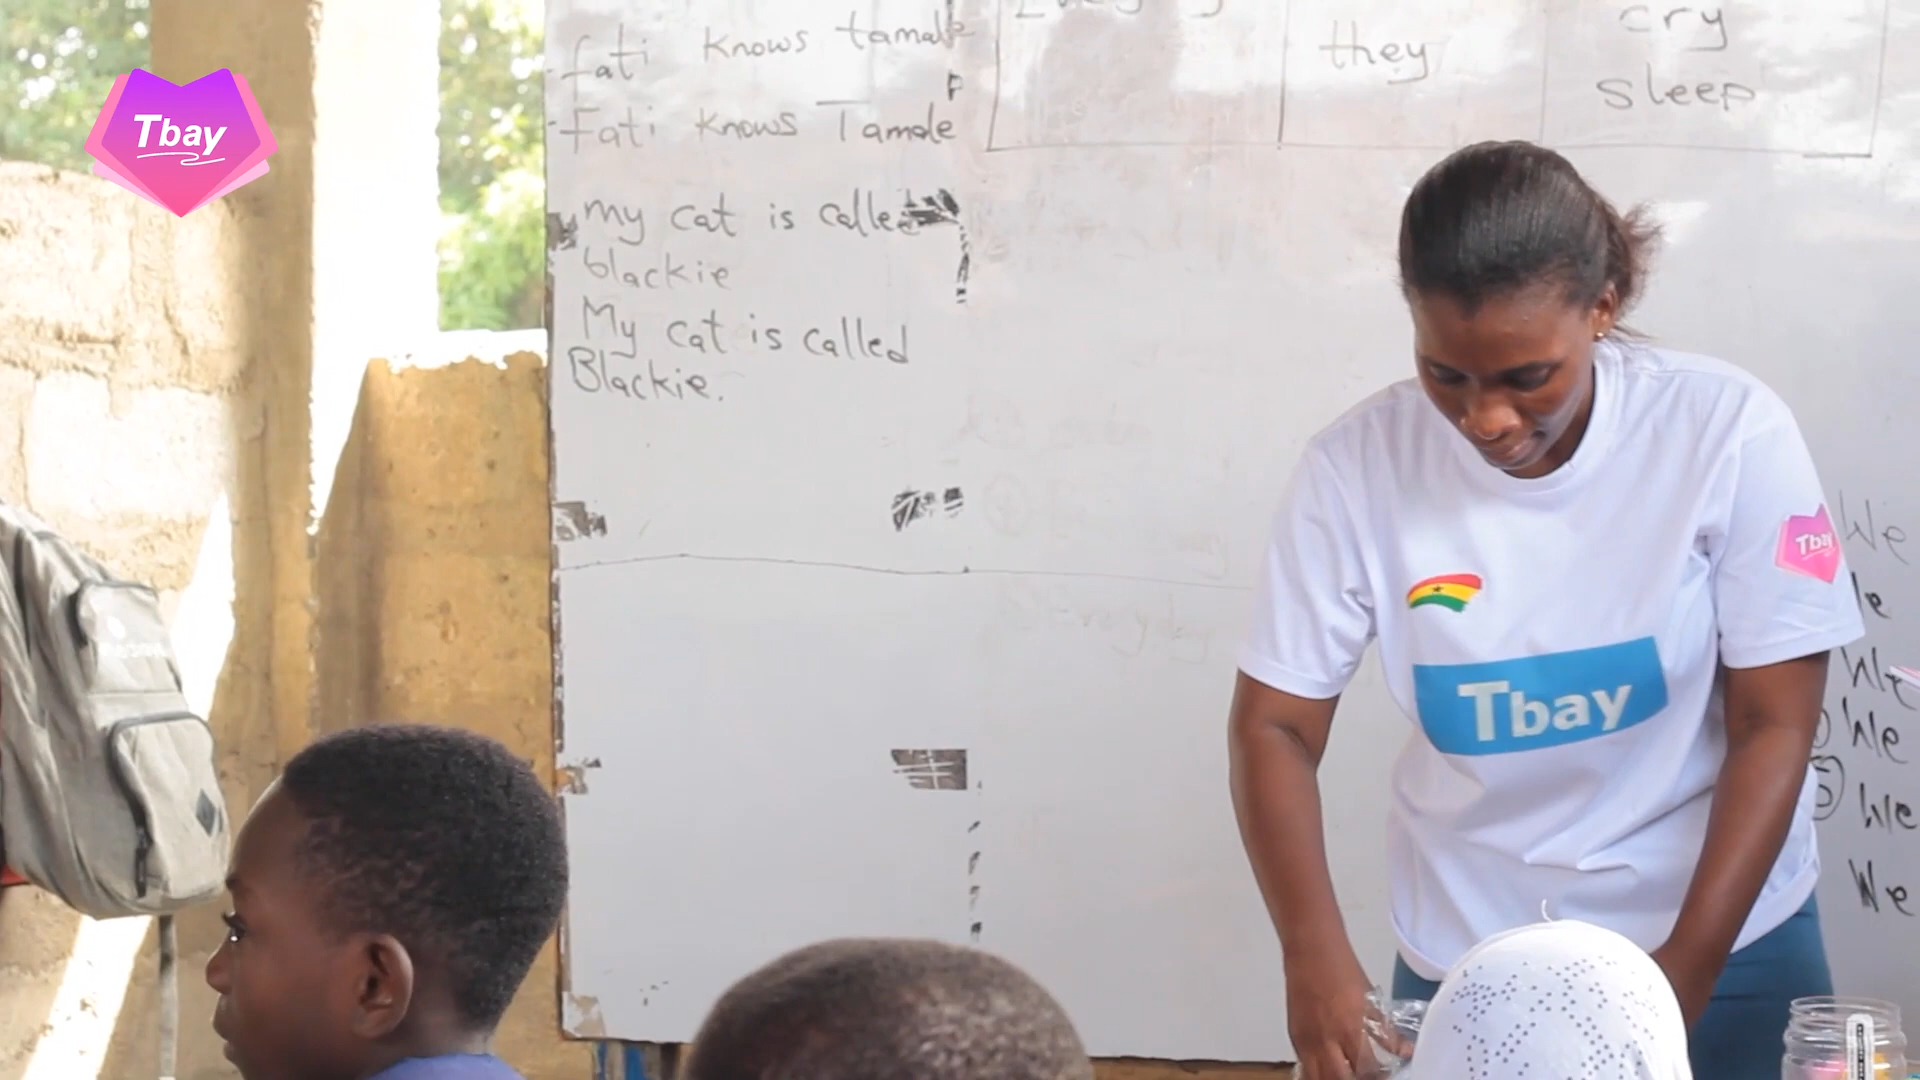 Tbay
fati knows tamale
Fati knows Tamale
my cat is called
blackie
My cat is called
Blackie.
they
cry
sleep
Tbay
Tbay
We
We
We
We
We